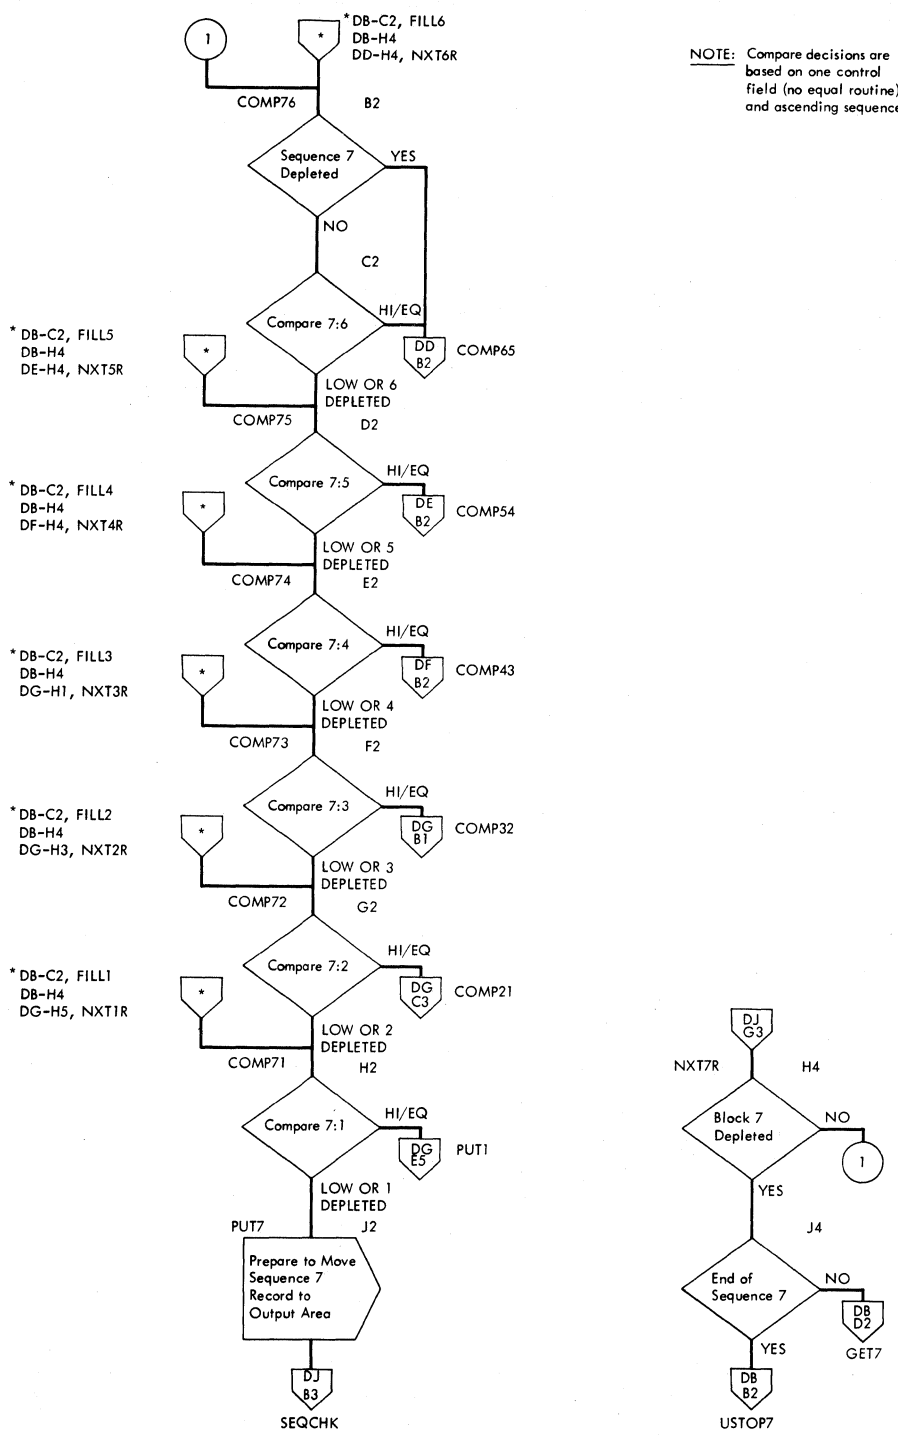 1
*
* DB-C2, FILL6
DB-H4
DD-H4, NXT6R
NOTE: Compare decisions are
based on one control
field (no equal routine)
and ascending sequence
COMP76
B2
Sequence 7
Depleted
YES
NO
C2
Compare 7:6
HI/EQ
DD
B2
COMP65
* DB-C2, FILL5
DB-H4
DE-H4, NXT5R
*
LOW OR 6
DEPLETED
COMP75
D2
Compare 7:5
HI/EQ
DE
B2
COMP54
* DB-C2, FILL4
DB-H4
DF-H4, NXT4R
*
LOW OR 5
DEPLETED
COMP74
E2
Compare 7:4
HI/EQ
DF
B2
COMP43
* DB-C2, FILL3
DB-H4
DG-H1, NXT3R
*
LOW OR 4
DEPLETED
COMP73
F2
Compare 7:3
HI/EQ
DG
B1
COMP32
* DB-C2, FILL2
DB-H4
DG-H3, NXT2R
*
LOW OR 3
DEPLETED
COMP72
G2
Compare 7:2
HI/EQ
DG
C3
COMP21
* DB-C2, FILL1
DB-H4
DG-H5, NXT1R
*
LOW OR 2
DEPLETED
COMP71
H2
Compare 7:1
HI/EQ
DG
E5
PUT1
LOW OR 1
DEPLETED
PUT7
J2
Prepare to Move
Sequence 7
Record to
Output Area
DJ
B3
SEQCHK
DJ
G3
NXT7R
H4
Block 7
Depleted
NO
1
YES
J4
End of
Sequence 7
NO
DB
D2
GET7
YES
DB
B2
USTOP7